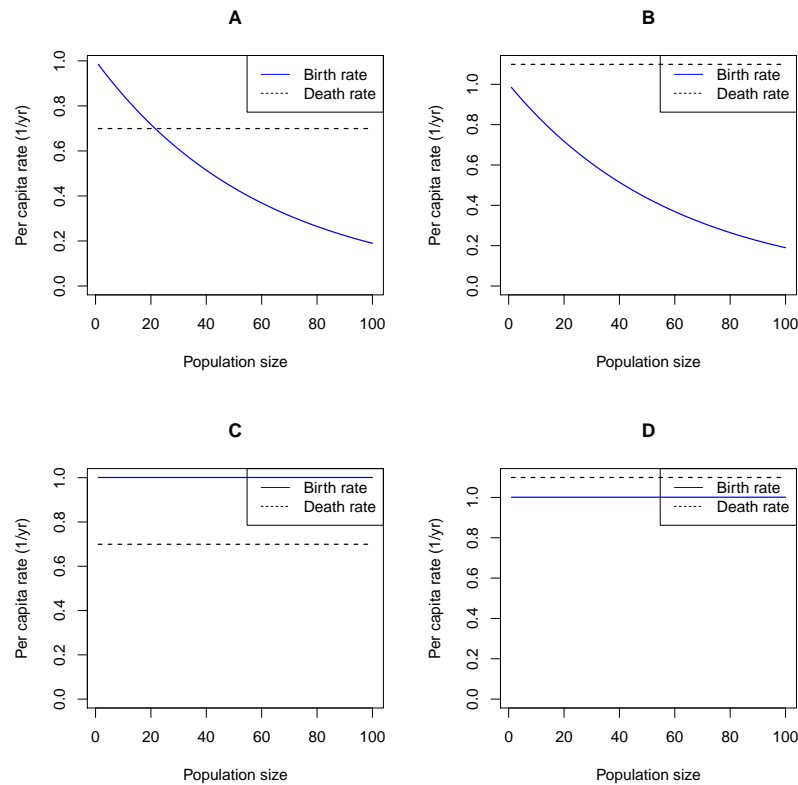 A
Per capita rate (1/yr)
1.0
0.8
0.6
0.4
0.2
0.0
Birth rate
Death rate
0 20 40 60 80 100
Population size
B
Per capita rate (1/yr)
1.0
0.8
0.6
0.4
0.2
0.0
Birth rate
Death rate
0 20 40 60 80 100
Population size
C
Per capita rate (1/yr)
1.0
0.8
0.6
0.4
0.2
0.0
Birth rate
Death rate
0 20 40 60 80 100
Population size
D
Per capita rate (1/yr)
1.0
0.8
0.6
0.4
0.2
0.0
Birth rate
Death rate
0 20 40 60 80 100
Population size